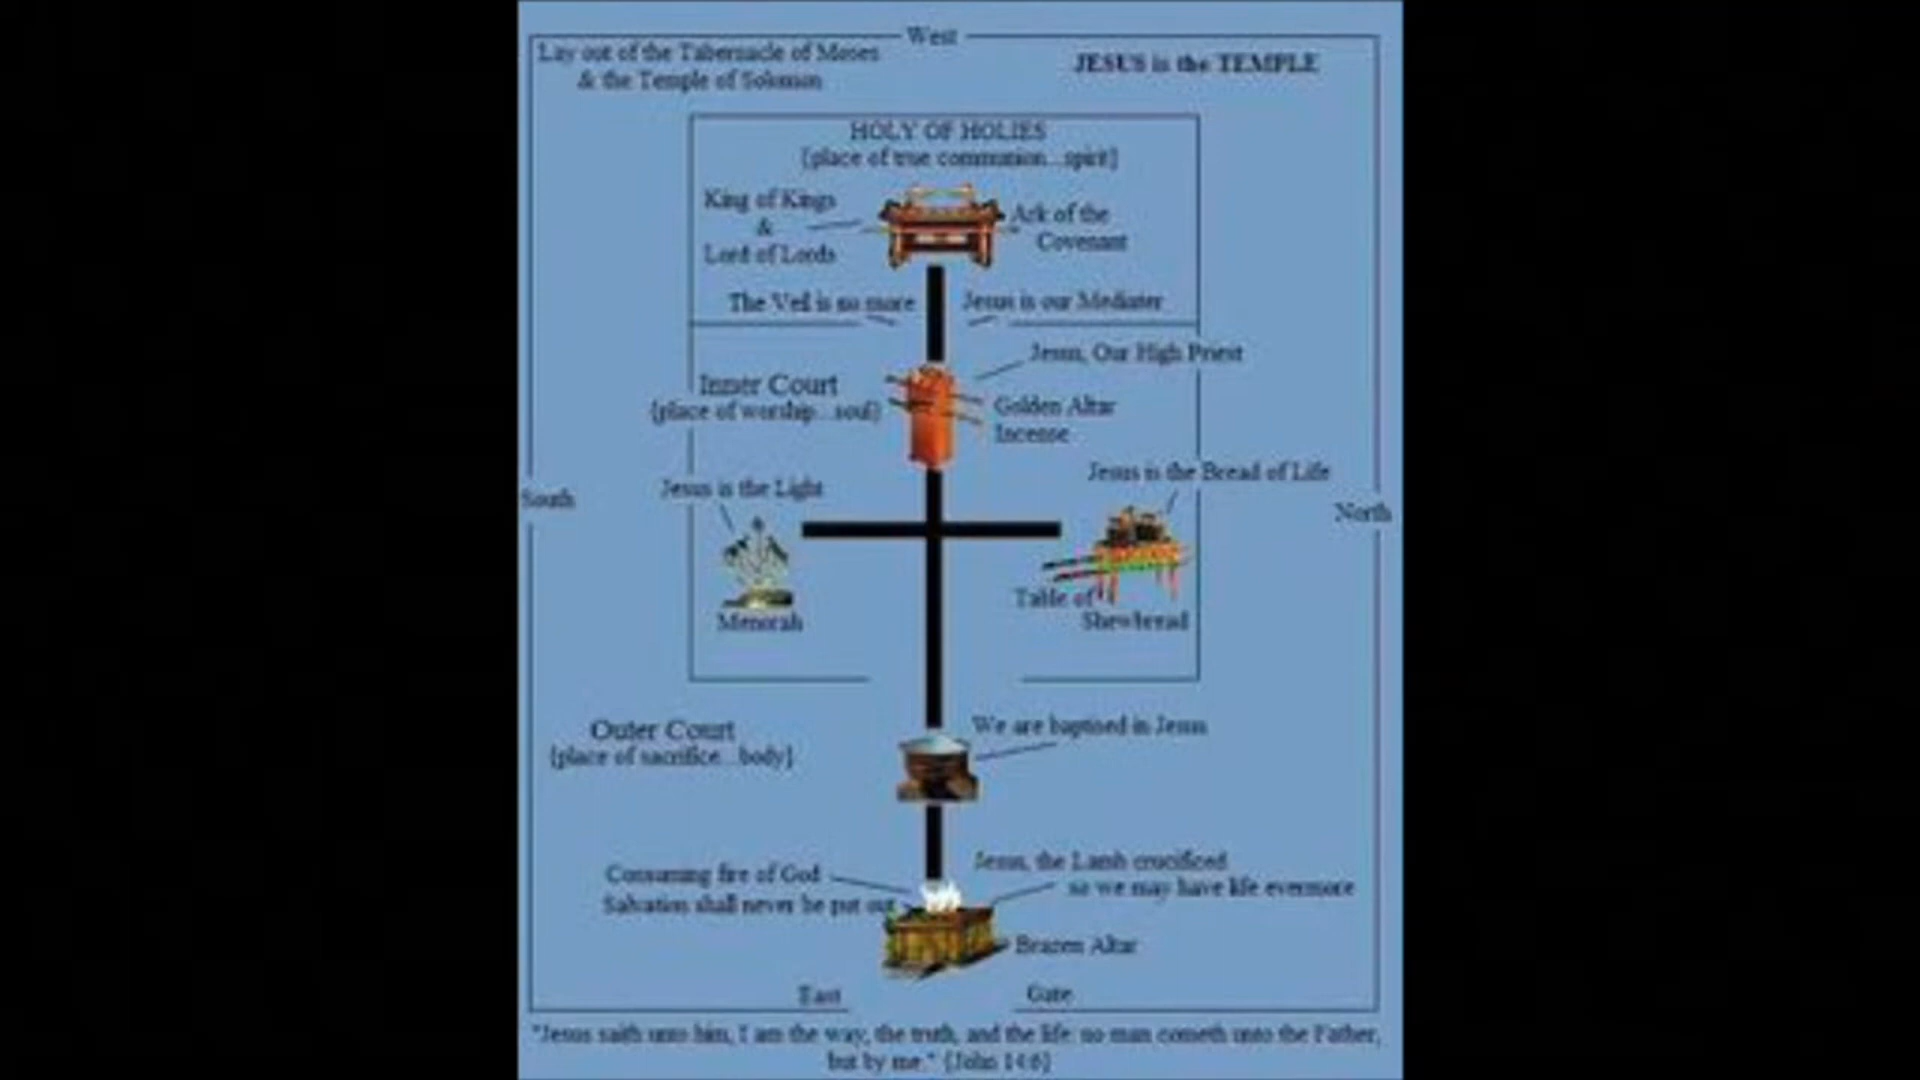 West
Lay out of the Tabernacle of Moses
& the Temple of Solomon
JESUS is the TEMPLE
HOLY OF HOLIES
{place of true communion...spirit}
King of Kings
&
Lord of Lords
Ark of the
Covenant
The Veil is no more
Jesus is our Mediater
Jesus, Our High Priest
Inner Court
{place of worship...soul}
Golden Altar
Incense
Jesus is the Bread of Life
Jesus is the Light
South
North
Table of
Shewbread
Menorah
We are baptised in Jesus
Outer Court
{place of sacrifice...body}
Consuming fire of God
Salvation shall never be put out
Jesus, the Lamb crucificed
so we may have life evermore
Brazen Altar
East
Gate
"Jesus saith unto him, I am the way, the truth, and the life: no man cometh unto the Father,
but by me." {John 14:6}